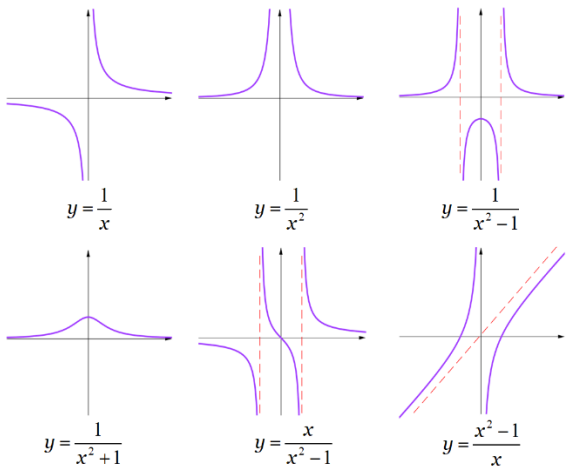 y = 1/x
y = 1/x²
y = 1/(x² − 1)
y = 1/(x² + 1)
y = x/(x² − 1)
y = (x² − 1)/x